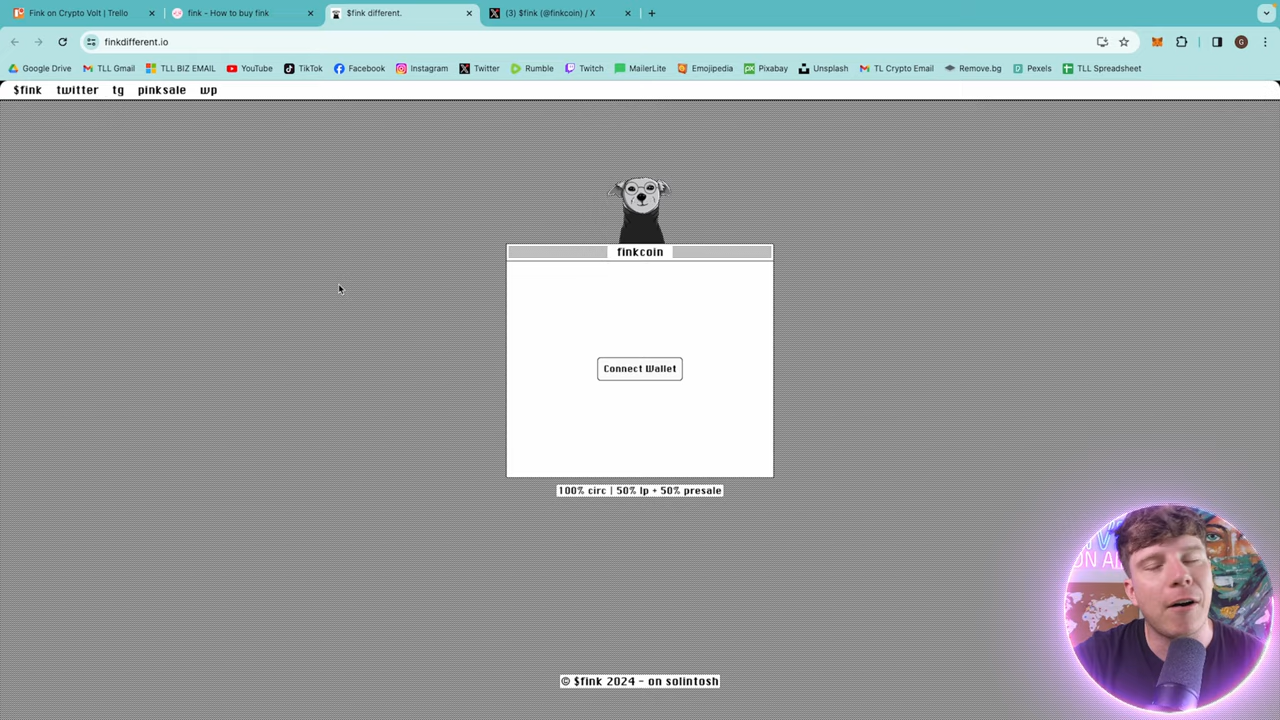 Fink on Crypto Volt | Trello
fink - How to buy fink
$fink different.
(3) $fink (@finkcoin) / X
finkdifferent.io
G
Google Drive
TLL Gmail
TLL BIZ EMAIL
YouTube
TikTok
Facebook
Instagram
Twitter
Rumble
Twitch
MailerLite
Emojipedia
Pixabay
Unsplash
TL Crypto Email
Remove.bg
Pexels
TLL Spreadsheet
$fink twitter tg pinksale wp
finkcoin
Connect Wallet
100% circ | 50% lp + 50% presale
© $fink 2024 - on solintosh
ON AI